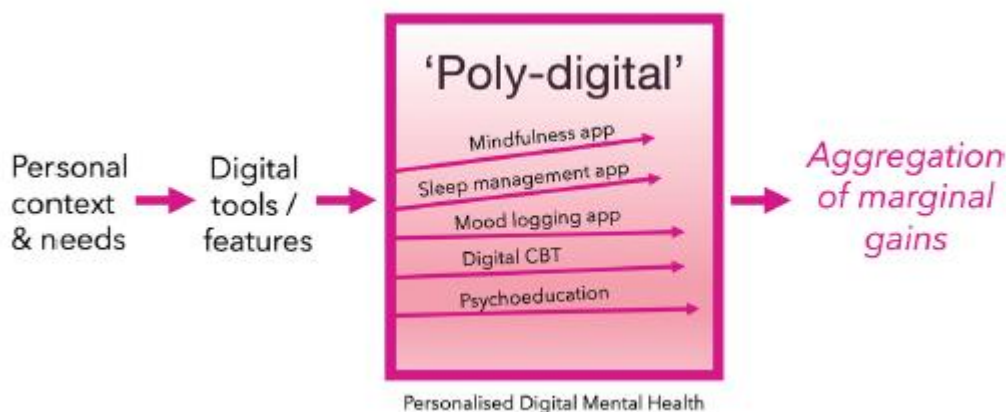 Personal
context
& needs
Digital
tools /
features
‘Poly-digital’
Mindfulness app
Sleep management app
Mood logging app
Digital CBT
Psychoeducation
Personalised Digital Mental Health
Aggregation
of marginal
gains